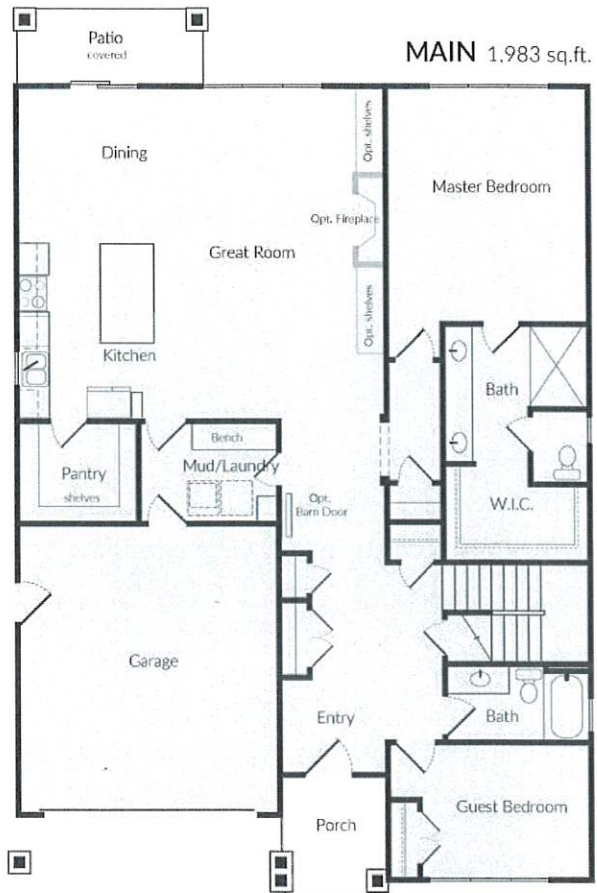 Patio
covered
MAIN 1,983 sq.ft.
Dining
Opt. shelves
Master Bedroom
Opt. Fireplace
Great Room
Opt. shelves
Kitchen
Bath
Bench
Pantry
shelves
Mud/Laundry
Opt.
Barn Door
W.I.C.
Garage
Entry
Bath
Porch
Guest Bedroom